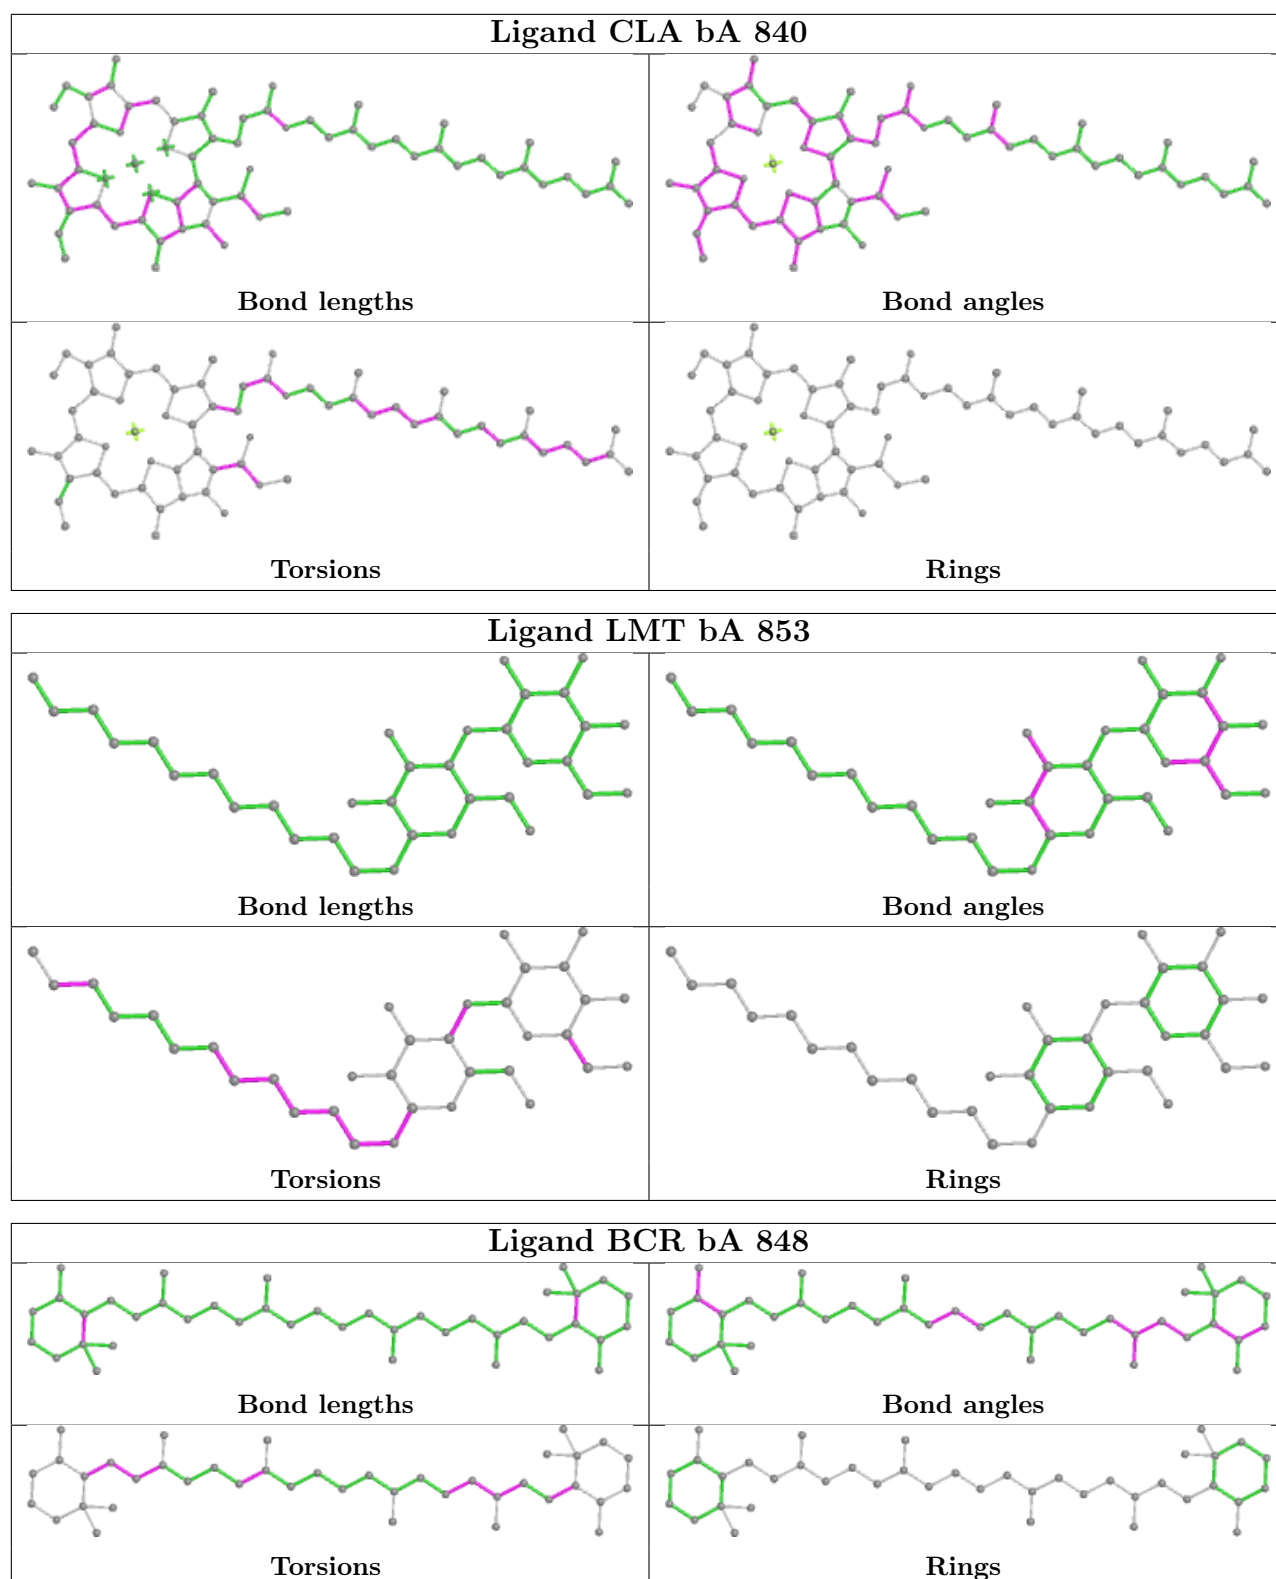 Ligand CLA bA 840
Bond lengths
Bond angles
Torsions
Rings
Ligand LMT bA 853
Bond lengths
Bond angles
Torsions
Rings
Ligand BCR bA 848
Bond lengths
Bond angles
Torsions
Rings